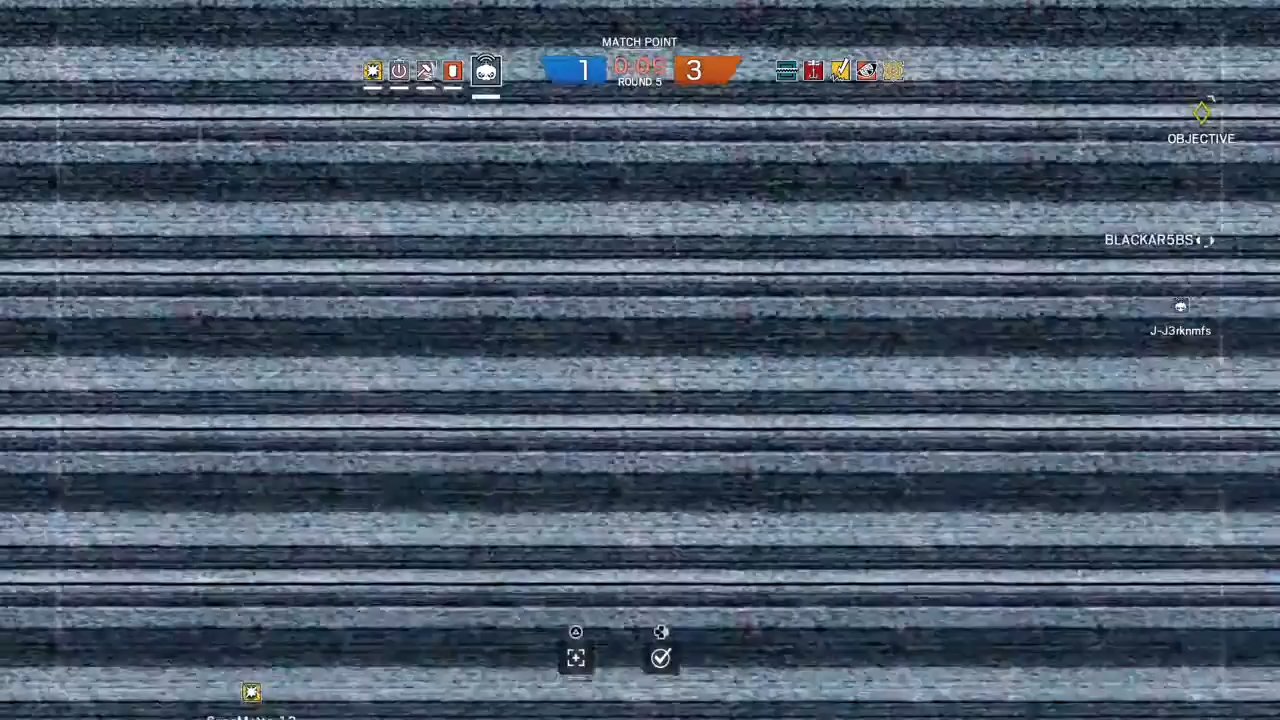 MATCH POINT
1 0:05 3
ROUND 5
OBJECTIVE
BLACKAR5BS
J-J3rknmfs